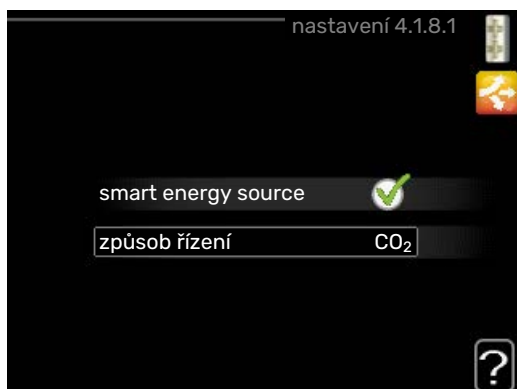 nastavení 4.1.8.1
smart energy source
způsob řízení CO₂
?